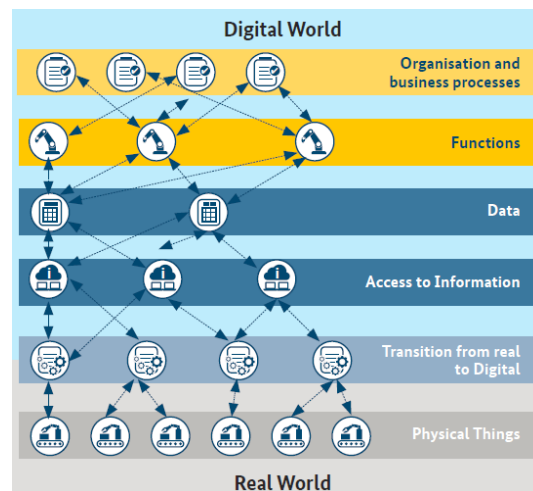 Digital World
Organisation and
business processes
Functions
Data
Access to Information
Transition from real
to Digital
Physical Things
Real World